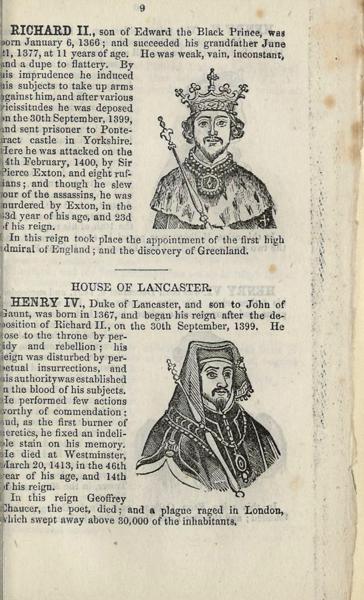 9
RICHARD II., son of Edward the Black Prince, was
born January 6, 1366; and succeeded his grandfather June
21, 1377, at 11 years of age. He was weak, vain, inconstant,
and a dupe to flattery. By
his imprudence he induced
his subjects to take up arms
against him, and after various
vicissitudes he was deposed
on the 30th September, 1399,
and sent prisoner to Ponte-
fract castle in Yorkshire.
Here he was attacked on the
14th February, 1400, by Sir
Pierce Exton, and eight ruf-
fians; and though he slew
four of the assassins, he was
murdered by Exton, in the
33d year of his age, and 23d
of his reign.
In this reign took place the appointment of the first high
admiral of England; and the discovery of Greenland.
HOUSE OF LANCASTER.
HENRY IV., Duke of Lancaster, and son to John of
Gaunt, was born in 1367, and began his reign after the de-
position of Richard II., on the 30th September, 1399. He
rose to the throne by per-
fidy and rebellion; his
reign was disturbed by per-
petual insurrections, and
his authority was established
in the blood of his subjects.
He performed few actions
worthy of commendation:
and, as the first burner of
heretics, he fixed an indeli-
ble stain on his memory.
He died at Westminster,
March 20, 1413, in the 46th
year of his age, and 14th
of his reign.
In this reign Geoffrey
Chaucer, the poet, died; and a plague raged in London,
which swept away above 30,000 of the inhabitants.